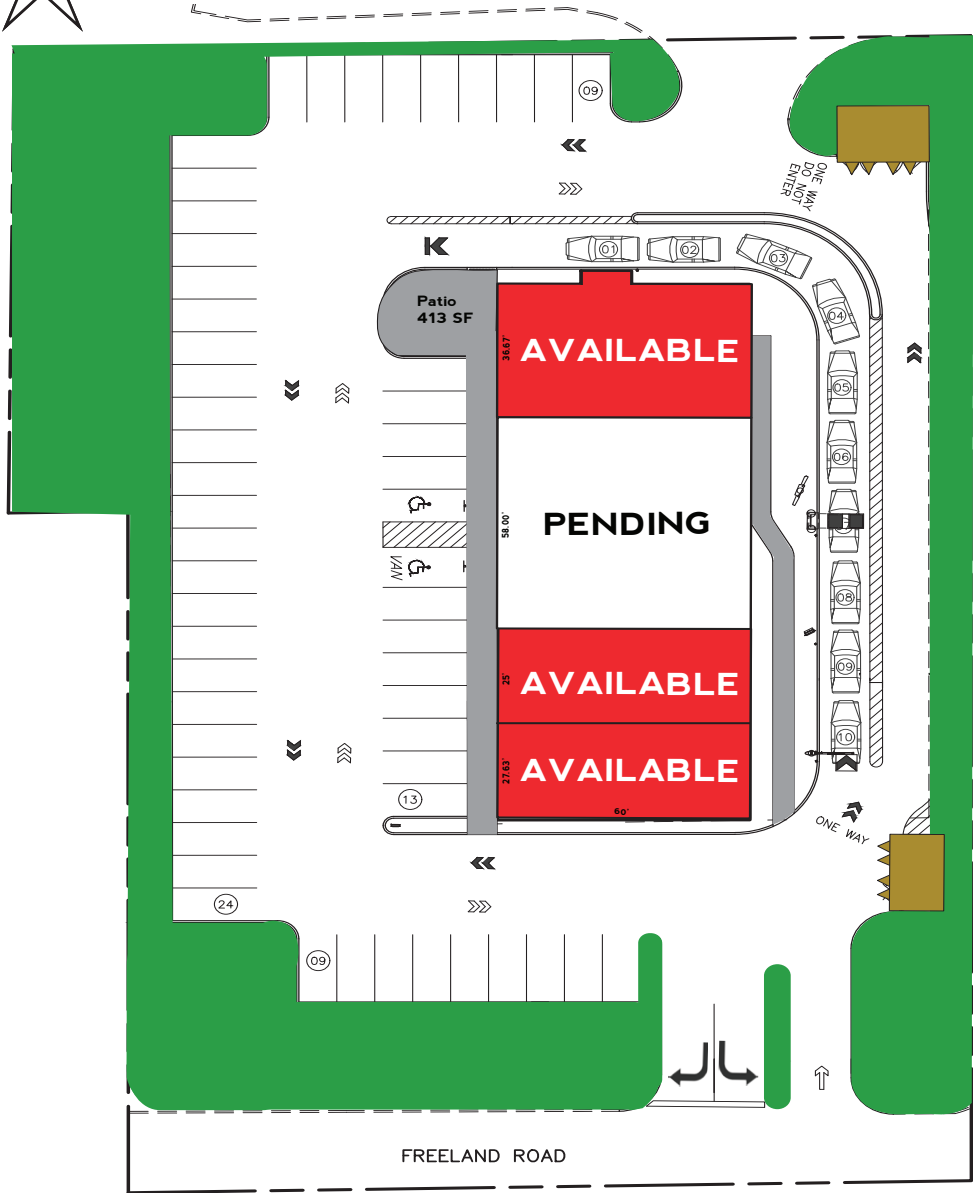 09
ONE WAY
DO NOT
ENTER
01
02
03
04
05
06
08
09
10
Patio
413 SF
36.67'
AVAILABLE
58.00'
PENDING
VAN
25'
AVAILABLE
27.63'
AVAILABLE
60'
13
ONE WAY
24
09
FREELAND ROAD